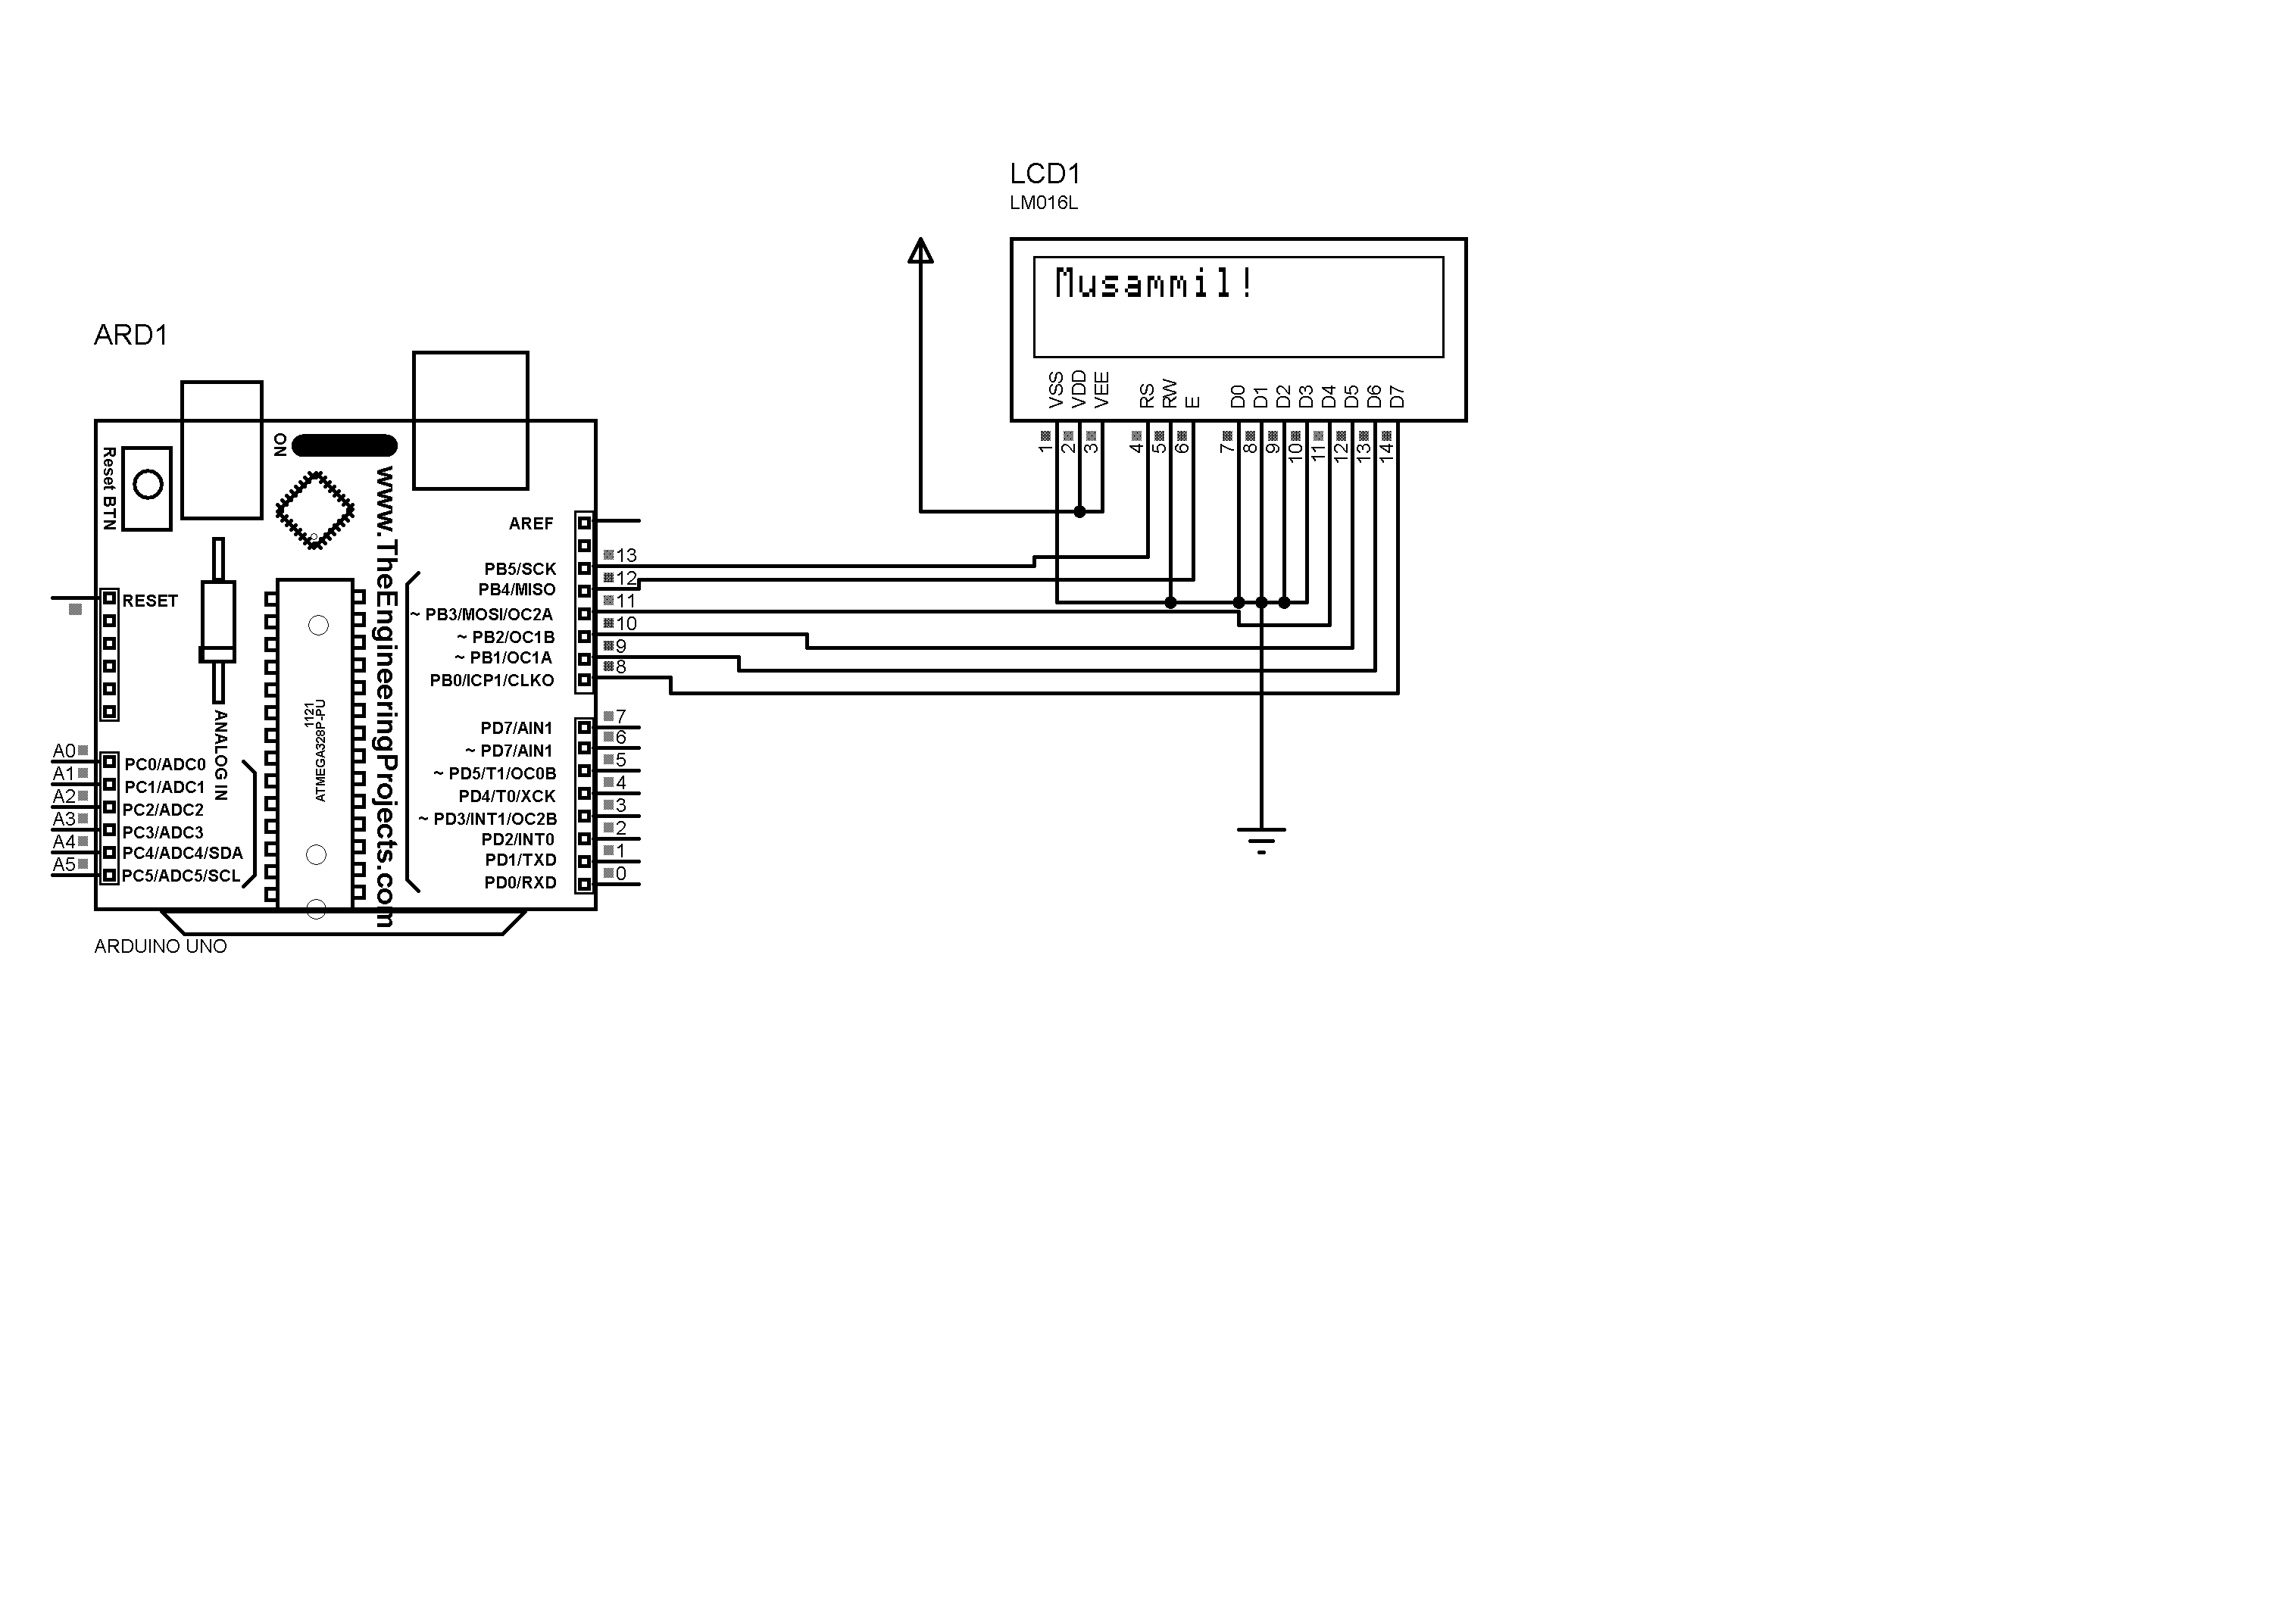 LCD1
LM016L
Musammil!
VSS
VDD
VEE
RS
RW
E
D0
D1
D2
D3
D4
D5
D6
D7
1
2
3
4
5
6
7
8
9
10
11
12
13
14
ARD1
Reset BTN
ON
www.TheEngineeringProjects.com
RESET
ANALOG IN
1121
ATMEGA328P-PU
AREF
PB5/SCK 13
PB4/MISO 12
~ PB3/MOSI/OC2A 11
~ PB2/OC1B 10
~ PB1/OC1A 9
PB0/ICP1/CLKO 8
PD7/AIN1 7
~ PD7/AIN1 6
~ PD5/T1/OC0B 5
PD4/T0/XCK 4
~ PD3/INT1/OC2B 3
PD2/INT0 2
PD1/TXD 1
PD0/RXD 0
A0 PC0/ADC0
A1 PC1/ADC1
A2 PC2/ADC2
A3 PC3/ADC3
A4 PC4/ADC4/SDA
A5 PC5/ADC5/SCL
ARDUINO UNO